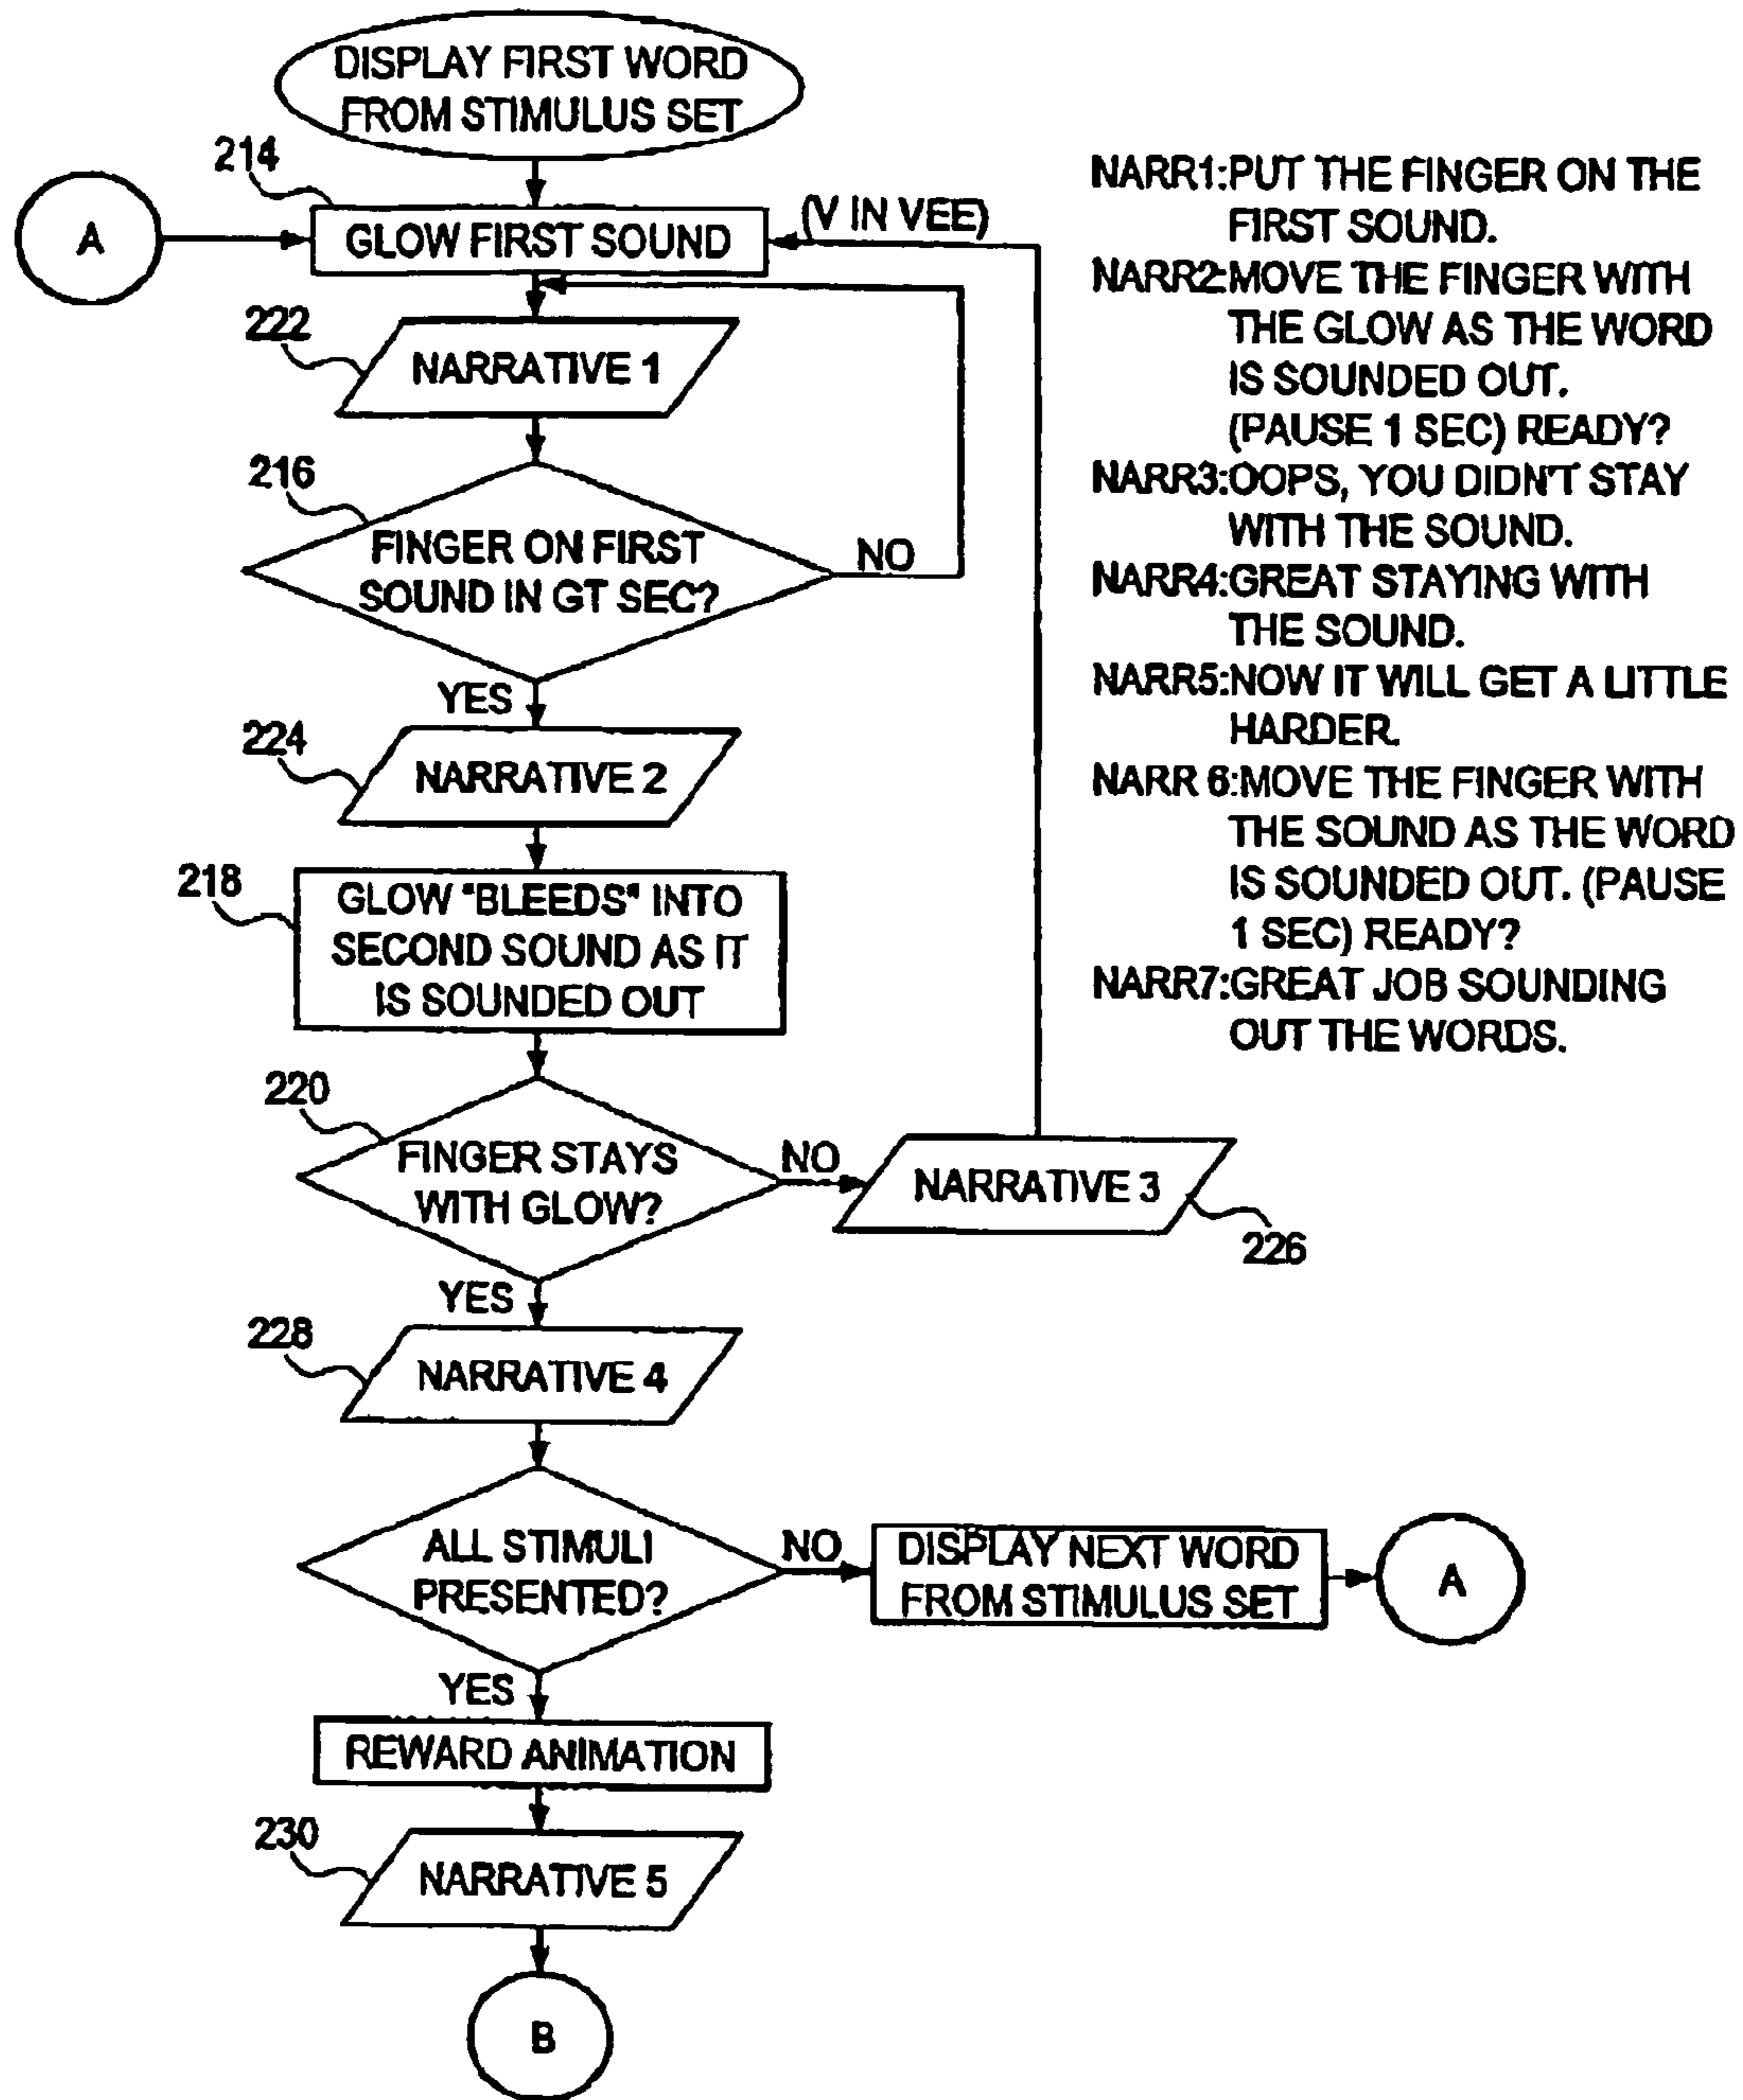 DISPLAY FIRST WORD
FROM STIMULUS SET
214
A
GLOW FIRST SOUND
(V IN VEE)
222
NARRATIVE 1
216
FINGER ON FIRST
SOUND IN GT SEC?
NO
YES
224
NARRATIVE 2
218
GLOW "BLEEDS" INTO
SECOND SOUND AS IT
IS SOUNDED OUT
220
FINGER STAYS
WITH GLOW?
NO
NARRATIVE 3
226
YES
228
NARRATIVE 4
ALL STIMULI
PRESENTED?
NO
DISPLAY NEXT WORD
FROM STIMULUS SET
A
YES
REWARD ANIMATION
230
NARRATIVE 5
B
NARR1:PUT THE FINGER ON THE
FIRST SOUND.
NARR2:MOVE THE FINGER WITH
THE GLOW AS THE WORD
IS SOUNDED OUT.
(PAUSE 1 SEC) READY?
NARR3:OOPS, YOU DIDN'T STAY
WITH THE SOUND.
NARR4:GREAT STAYING WITH
THE SOUND.
NARR5:NOW IT WILL GET A LITTLE
HARDER.
NARR 6:MOVE THE FINGER WITH
THE SOUND AS THE WORD
IS SOUNDED OUT. (PAUSE
1 SEC) READY?
NARR7:GREAT JOB SOUNDING
OUT THE WORDS.